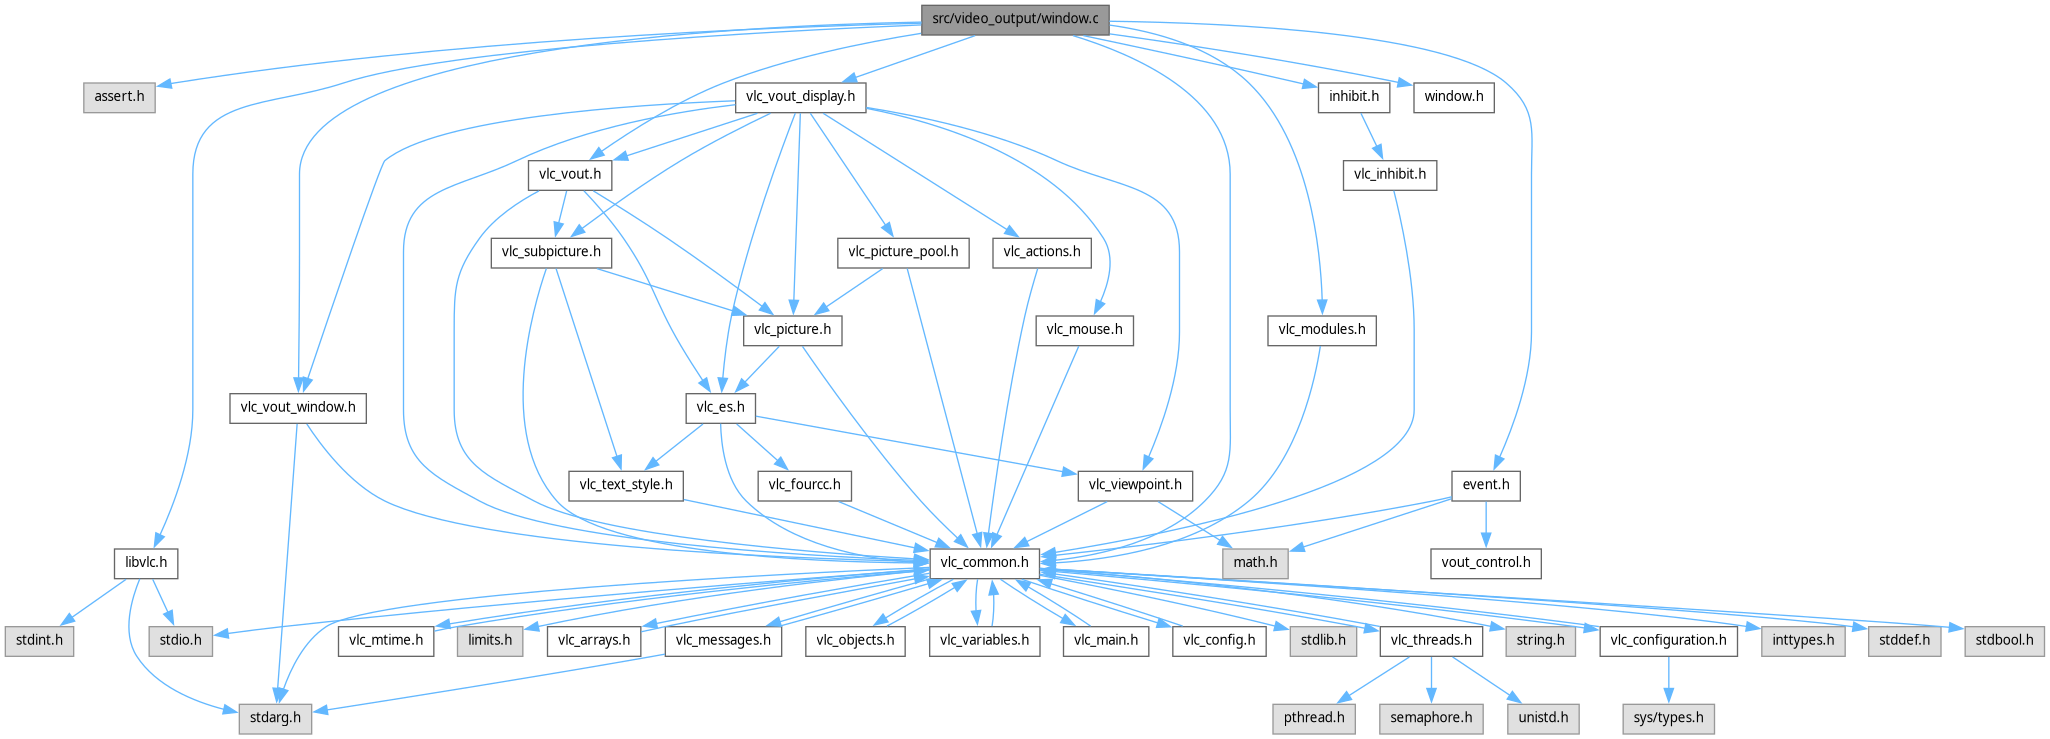 src/video_output/window.c
assert.h
vlc_vout_display.h
inhibit.h
window.h
vlc_vout.h
vlc_inhibit.h
vlc_subpicture.h
vlc_picture_pool.h
vlc_actions.h
vlc_picture.h
vlc_mouse.h
vlc_modules.h
vlc_vout_window.h
vlc_es.h
vlc_text_style.h
vlc_fourcc.h
vlc_viewpoint.h
event.h
libvlc.h
vlc_common.h
math.h
vout_control.h
stdint.h
stdio.h
vlc_mtime.h
limits.h
vlc_arrays.h
vlc_messages.h
vlc_objects.h
vlc_variables.h
vlc_main.h
vlc_config.h
stdlib.h
vlc_threads.h
string.h
vlc_configuration.h
inttypes.h
stddef.h
stdbool.h
stdarg.h
pthread.h
semaphore.h
unistd.h
sys/types.h